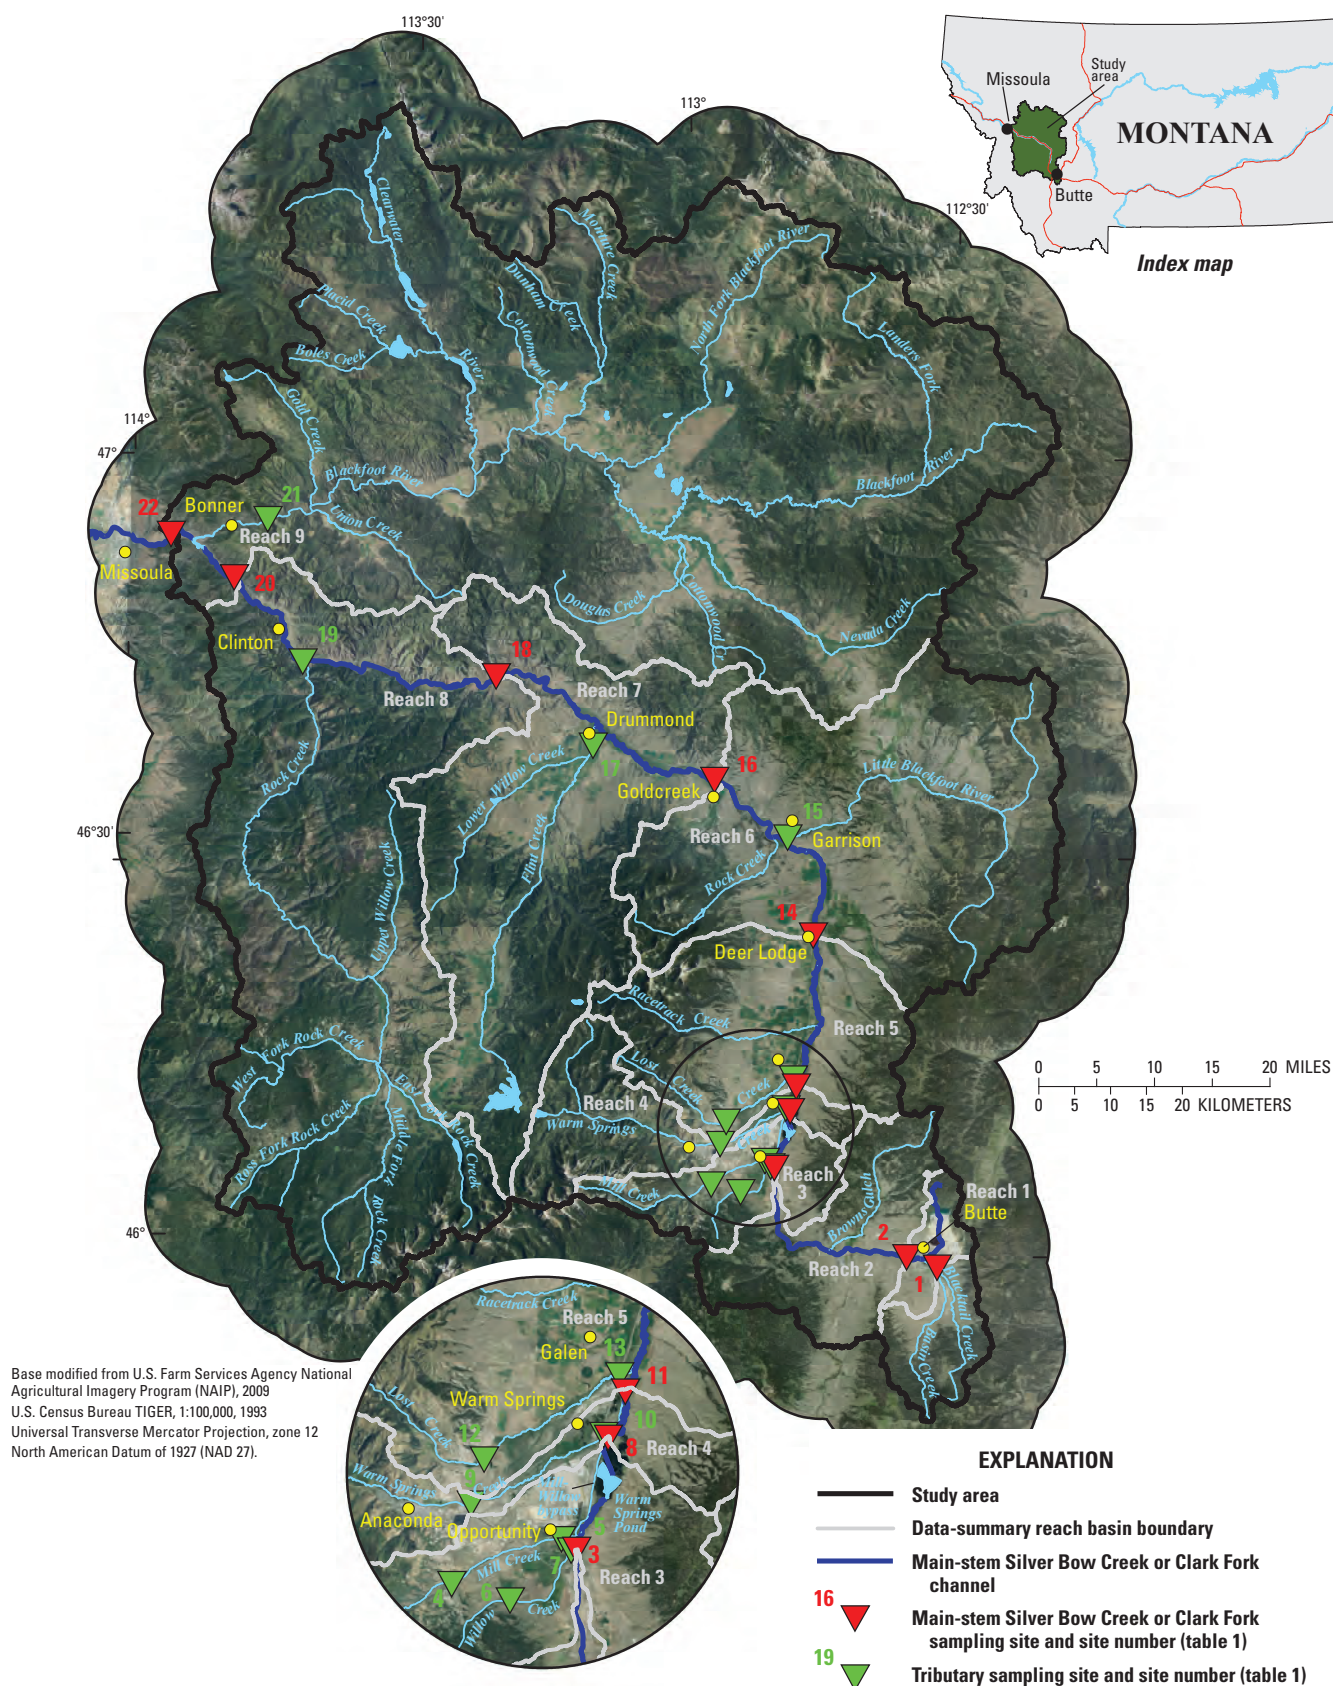 113°30'
113°
112°30'
Missoula
Study
area
MONTANA
Butte
Index map
Clearwater
River
Placid Creek
Boles Creek
Gold Creek
Dunham Creek
Monture Creek
Cottonwood Creek
North Fork Blackfoot River
Landers Fork
Blackfoot River
114°
47°
22
Bonner
21
Blackfoot River
Union Creek
Reach 9
Missoula
20
Clinton
19
18
Reach 8
Reach 7
Douglas Creek
Cottonwood Cr
Nevada Creek
Drummond
17
16
Goldcreek
Rock Creek
Lower Willow Creek
Flint Creek
Little Blackfoot River
46°30'
Reach 6
15
Garrison
Rock Creek
Upper Willow Creek
14
Deer Lodge
Racetrack Creek
Reach 5
Lost Creek
Creek
Reach 4
Warm Springs
Creek
Mill Creek
Reach
3
West Fork Rock Creek
Ross Fork Rock Creek
East Fork Rock Creek
Middle Fork
Rock Creek
0 5 10 15 20 MILES
0 5 10 15 20 KILOMETERS
46°
Browns Gulch
Reach 1
Butte
2
Reach 2
1
Blacktail Creek
Basin Creek
Racetrack Creek
Reach 5
Galen
13
11
Warm Springs
10
Lost Creek
12
8
Reach 4
9
Warm Springs Creek
Mill
Willow
Bypass
Warm
Springs
Pond
Anaconda
Opportunity
5
3
7
Mill Creek
4
6
Willow Creek
Reach 3
Base modified from U.S. Farm Services Agency National
Agricultural Imagery Program (NAIP), 2009
U.S. Census Bureau TIGER, 1:100,000, 1993
Universal Transverse Mercator Projection, zone 12
North American Datum of 1927 (NAD 27).
EXPLANATION
Study area
Data-summary reach basin boundary
Main-stem Silver Bow Creek or Clark Fork
channel
16
Main-stem Silver Bow Creek or Clark Fork
sampling site and site number (table 1)
19
Tributary sampling site and site number (table 1)